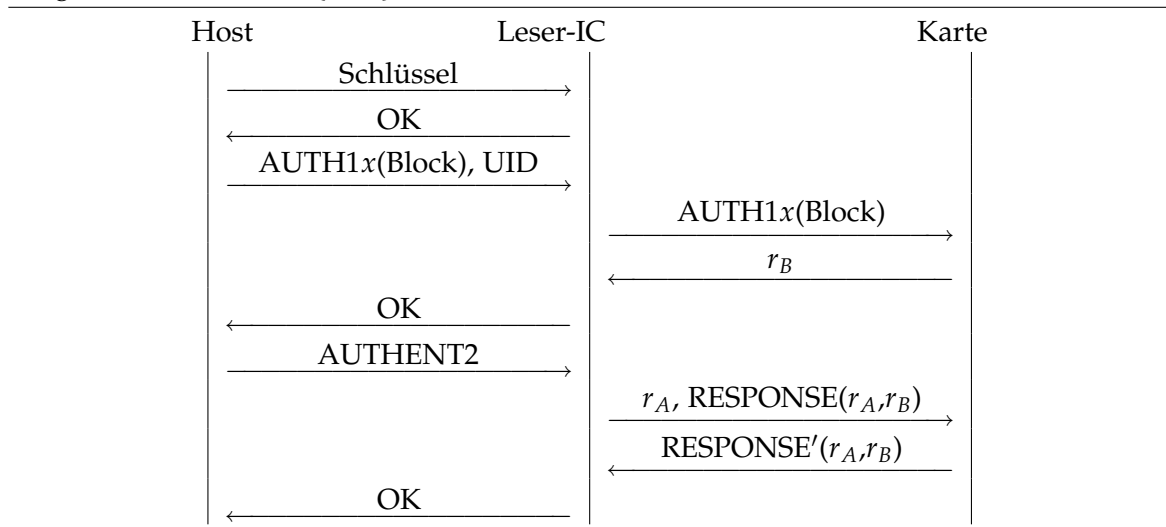 Host Leser-IC Karte
Schlüssel
OK
AUTH1x(Block), UID
AUTH1x(Block)
r_B
OK
AUTHENT2
r_A, RESPONSE(r_A,r_B)
RESPONSE′(r_A,r_B)
OK